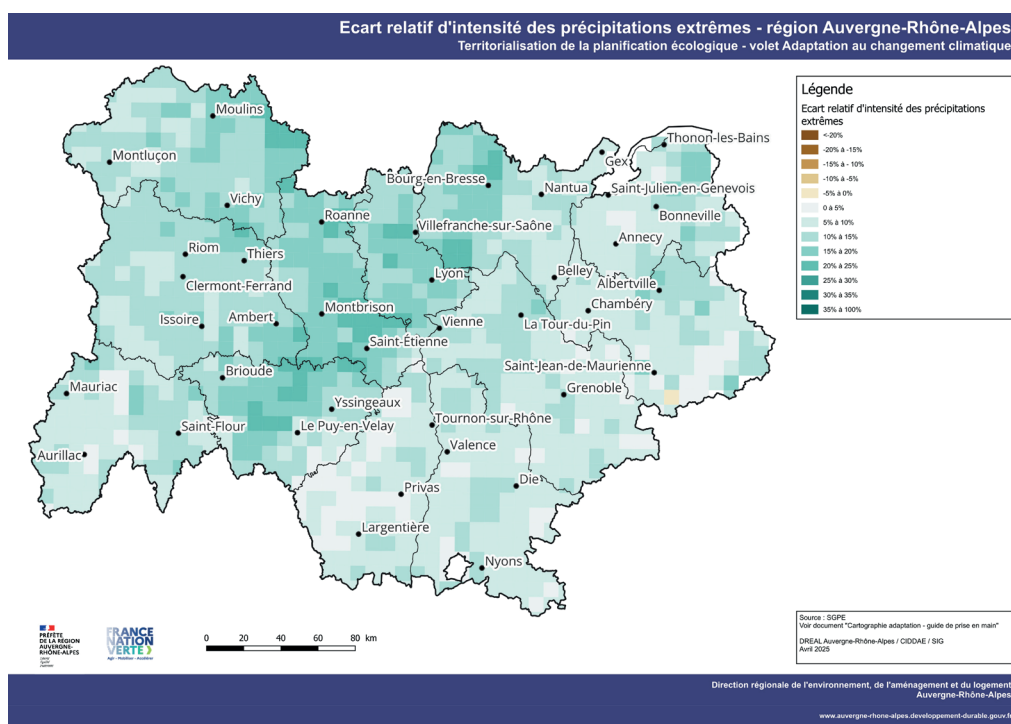 Ecart relatif d'intensité des précipitations extrêmes - région Auvergne-Rhône-Alpes
Territorialisation de la planification écologique - volet Adaptation au changement climatique
Moulins
Montluçon
Vichy
Roanne
Bourg-en-Bresse
Villefranche-sur-Saône
Nantua
Gex
Thonon-les-Bains
Saint-Julien-en-Genevois
Bonneville
Annecy
Riom
Thiers
Clermont-Ferrand
Lyon
Belley
Albertville
Chambéry
Issoire
Ambert
Montbrison
Vienne
La Tour-du-Pin
Saint-Étienne
Saint-Jean-de-Maurienne
Brioude
Grenoble
Mauriac
Yssingeaux
Tournon-sur-Rhône
Saint-Flour
Le Puy-en-Velay
Valence
Aurillac
Privas
Die
Largentière
Nyons
Légende
Ecart relatif d'intensité des précipitations
extrêmes
<-20%
-20% à -15%
-15% à - 10%
-10% à -5%
-5% à 0%
0 à 5%
5% à 10%
10% à 15%
15% à 20%
20% à 25%
25% à 30%
30% à 35%
35% à 100%
PRÉFÈTE
DE LA RÉGION
AUVERGNE-
RHÔNE-ALPES
Liberté
Égalité
Fraternité
FRANCE
NATION
VERTE
Agir • Mobiliser • Accélérer
0 20 40 60 80 km
Source : SGPE
Voir document "Cartographie adaptation - guide de prise en main"
DREAL Auvergne-Rhône-Alpes / CIDDAE / SIG
Avril 2025
Direction régionale de l'environnement, de l'aménagement et du logement
Auvergne-Rhône-Alpes
www.auvergne-rhone-alpes.developpement-durable.gouv.fr